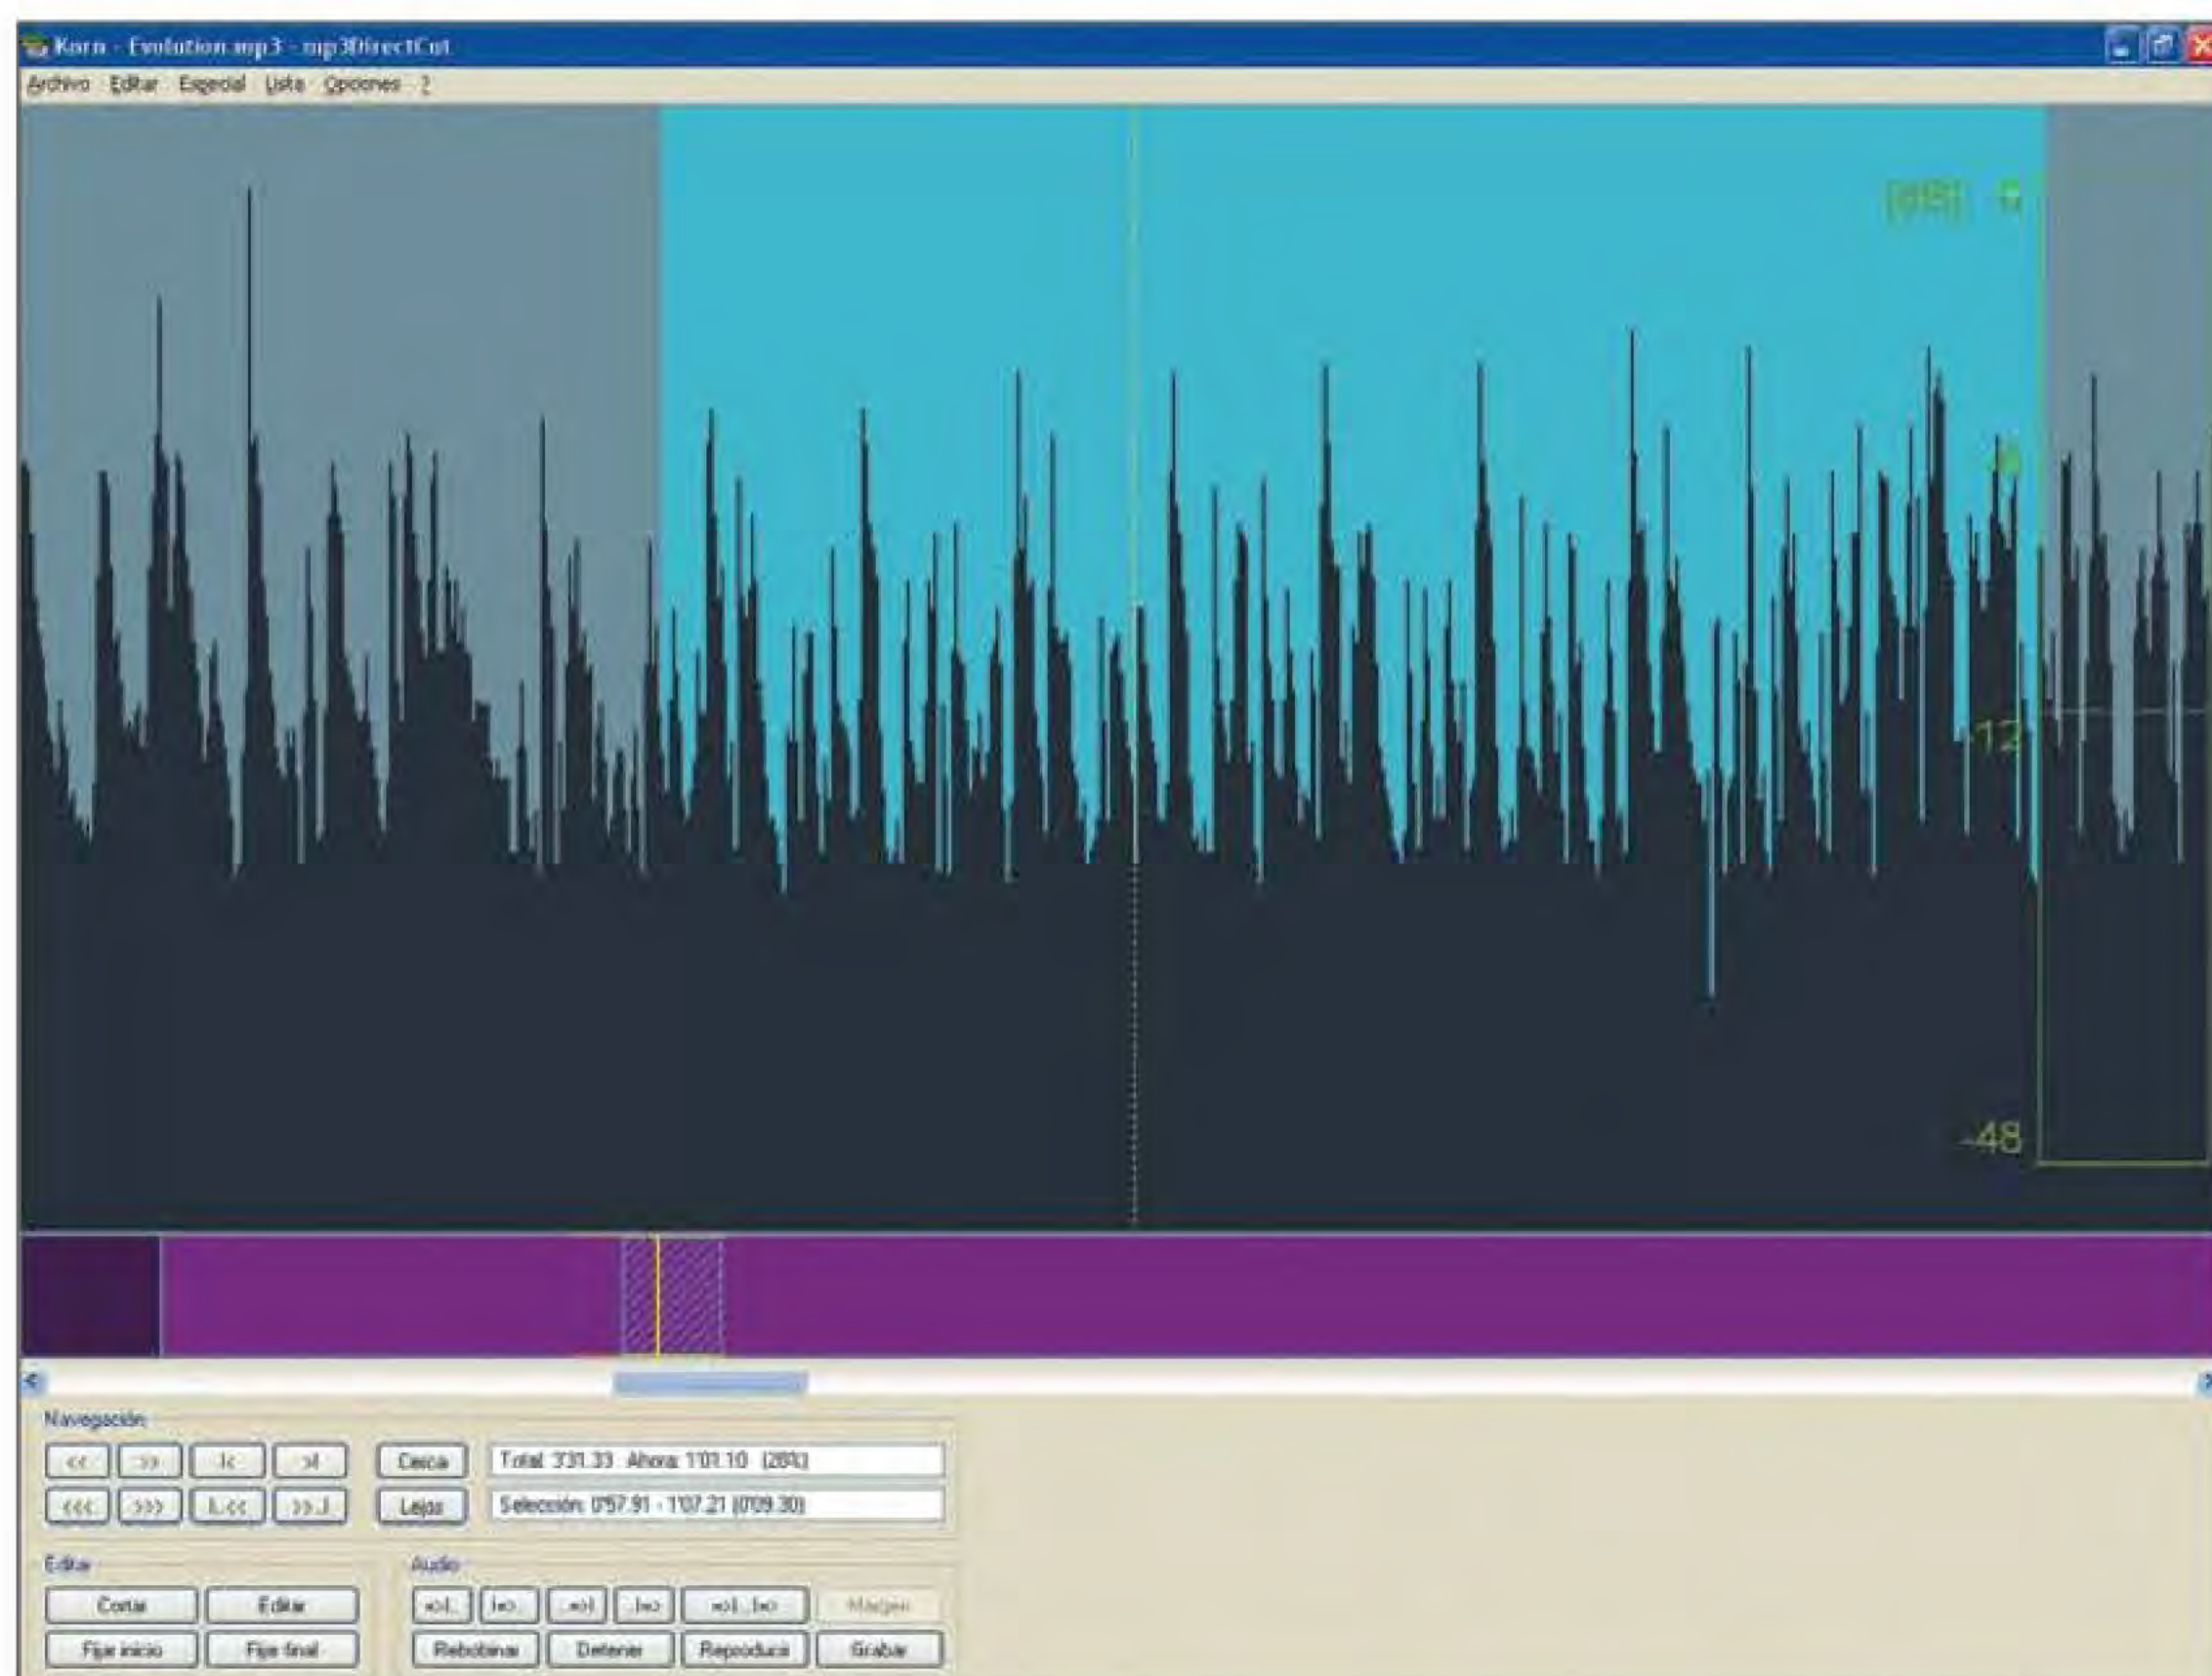 Korn - Evolution.mp3 - mp3DirectCut
Archivo Editar Especial Lista Opciones ?
[dB] 0
-6
-12
-48
Navegación
<< >> |< >| Cerca Total: 3'31.33 Ahora: 1'01.10 (28%)
<<< >>> |..<< >>..| Lejos Selección: 0'57.91 - 1'07.21 (0'09.30)
Editar Audio
Cortar Editar =>|.. |=>.. ..=>| ..|=> =>|...|=> Margen
Fijar inicio Fijar final Rebobinar Detener Reproducir Grabar